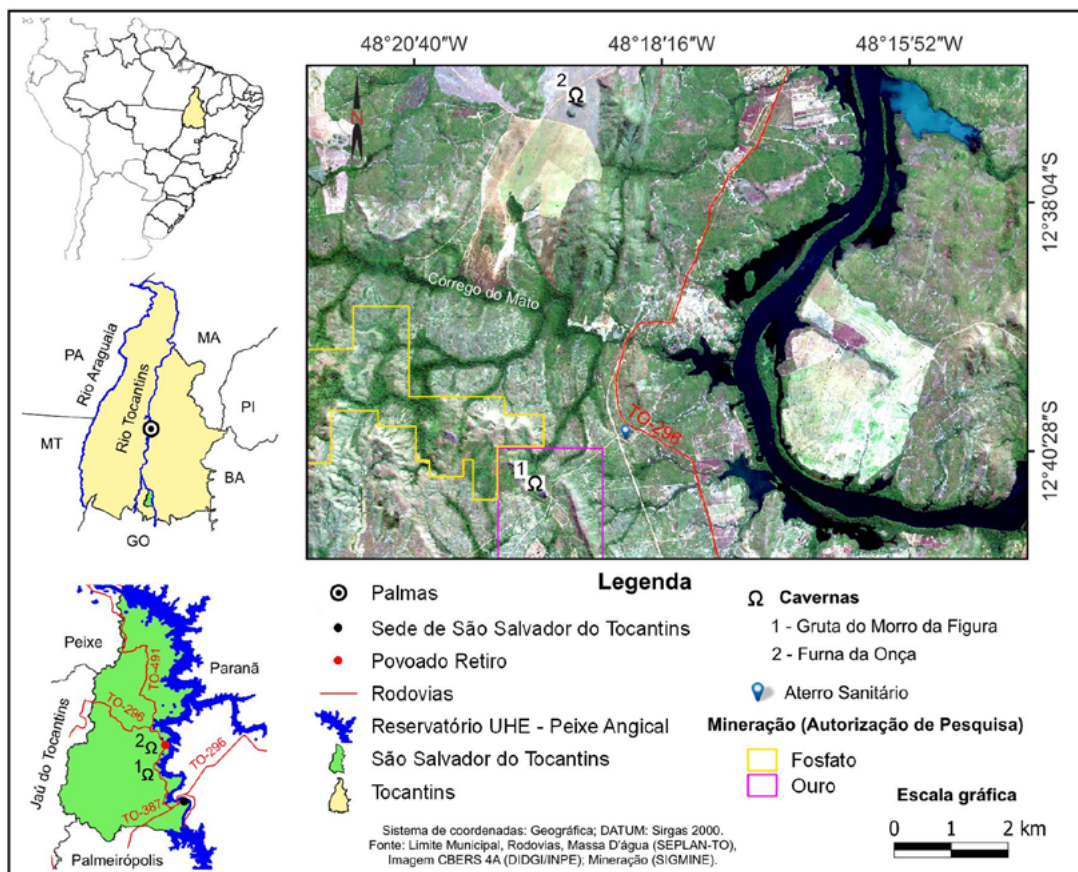 48°20'40"W
48°18'16"W
48°15'52"W
2 Ω
N
12°38'04"S
Córrego do Mato
TO-296
12°40'28"S
1 Ω
PA
Rio Araguaia
MA
Rio Tocantins
PI
MT
BA
GO
Peixe
TO-491
Paranã
TO-296
Jaú do Tocantins
2 Ω
1 Ω
TO-296
TO-387
Palmeirópolis
Legenda
Palmas
Sede de São Salvador do Tocantins
Povoado Retiro
Rodovias
Reservatório UHE - Peixe Angical
São Salvador do Tocantins
Tocantins
Ω Cavernas
1 - Gruta do Morro da Figura
2 - Furna da Onça
Aterro Sanitário
Mineração (Autorização de Pesquisa)
Fosfato
Ouro
Escala gráfica
0 1 2 km
Sistema de coordenadas: Geográfica; DATUM: Sirgas 2000.
Fonte: Limite Municipal, Rodovias, Massa D'água (SEPLAN-TO),
Imagem CBERS 4A (DIDGI/INPE); Mineração (SIGMINE).